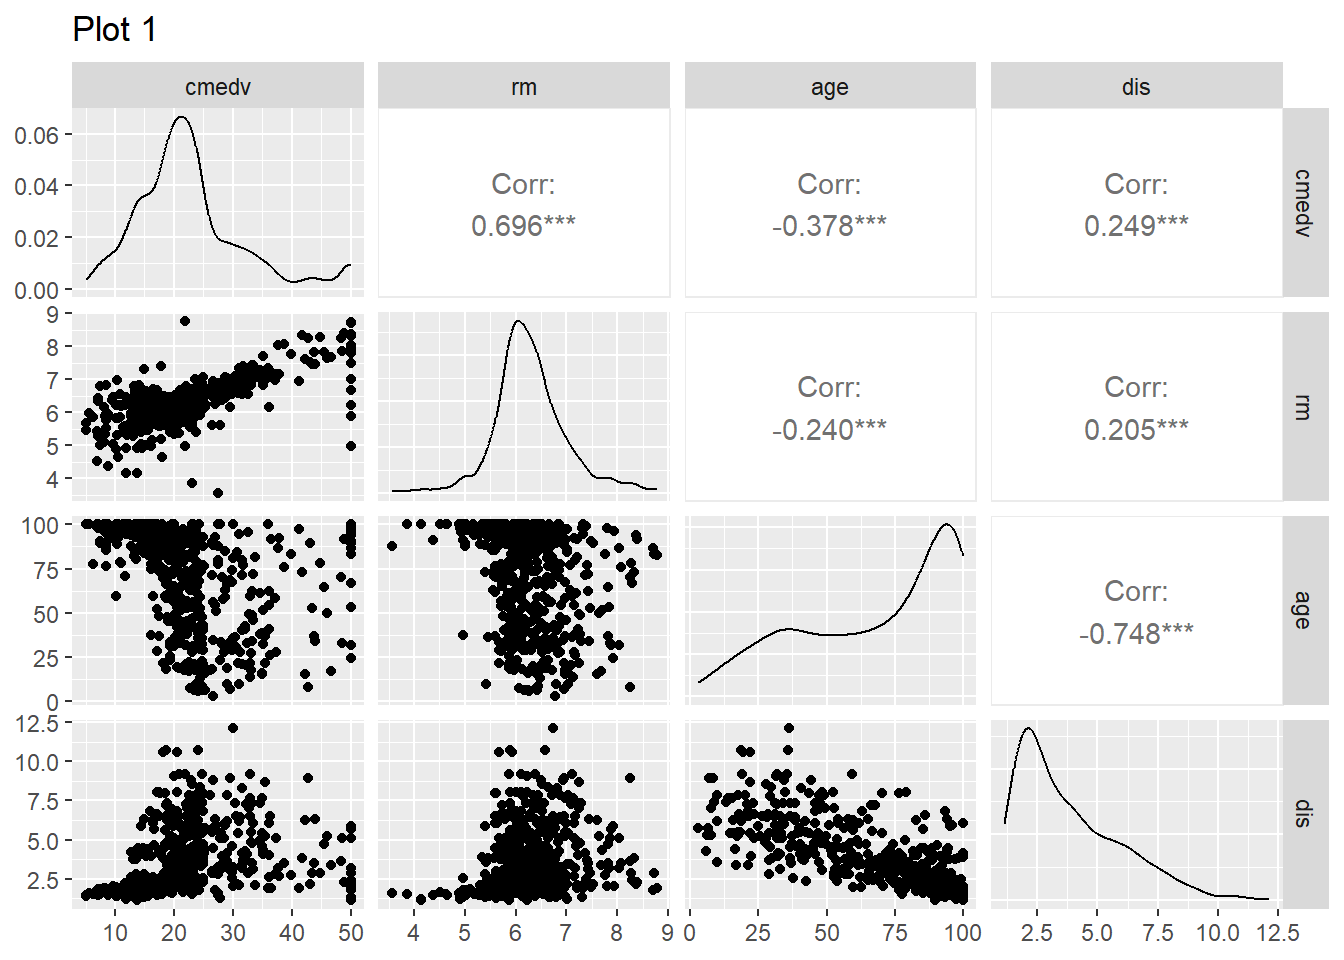 Plot 1
cmedv
rm
age
dis
0.06
0.04
0.02
0.00
Corr:
0.696***
Corr:
-0.378***
Corr:
0.249***
cmedv
9
8
7
6
5
4
Corr:
-0.240***
Corr:
0.205***
rm
100
75
50
25
0
Corr:
-0.748***
age
12.5
10.0
7.5
5.0
2.5
dis
10 20 30 40 50
4 5 6 7 8 9
0 25 50 75 100
2.5 5.0 7.5 10.0 12.5